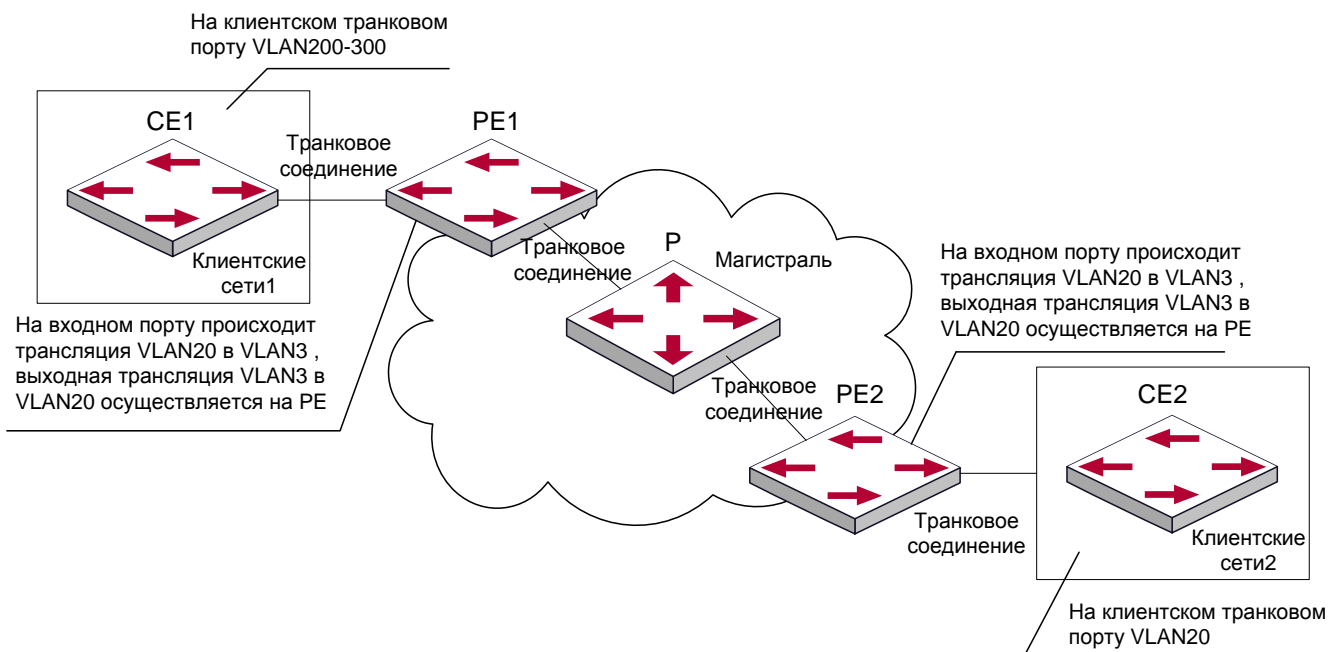 На клиентском транковом
порту VLAN200-300
CE1
Транковое
соединение
PE1
Клиентские
сети1
Транковое
соединение
P
Магистраль
На входном порту происходит
трансляция VLAN20 в VLAN3 ,
выходная трансляция VLAN3 в
VLAN20 осуществляется на PE
На входном порту происходит
трансляция VLAN20 в VLAN3 ,
выходная трансляция VLAN3 в
VLAN20 осуществляется на PE
Транковое
соединение
PE2
CE2
Транковое
соединение
Клиентские
сети2
На клиентском транковом
порту VLAN20